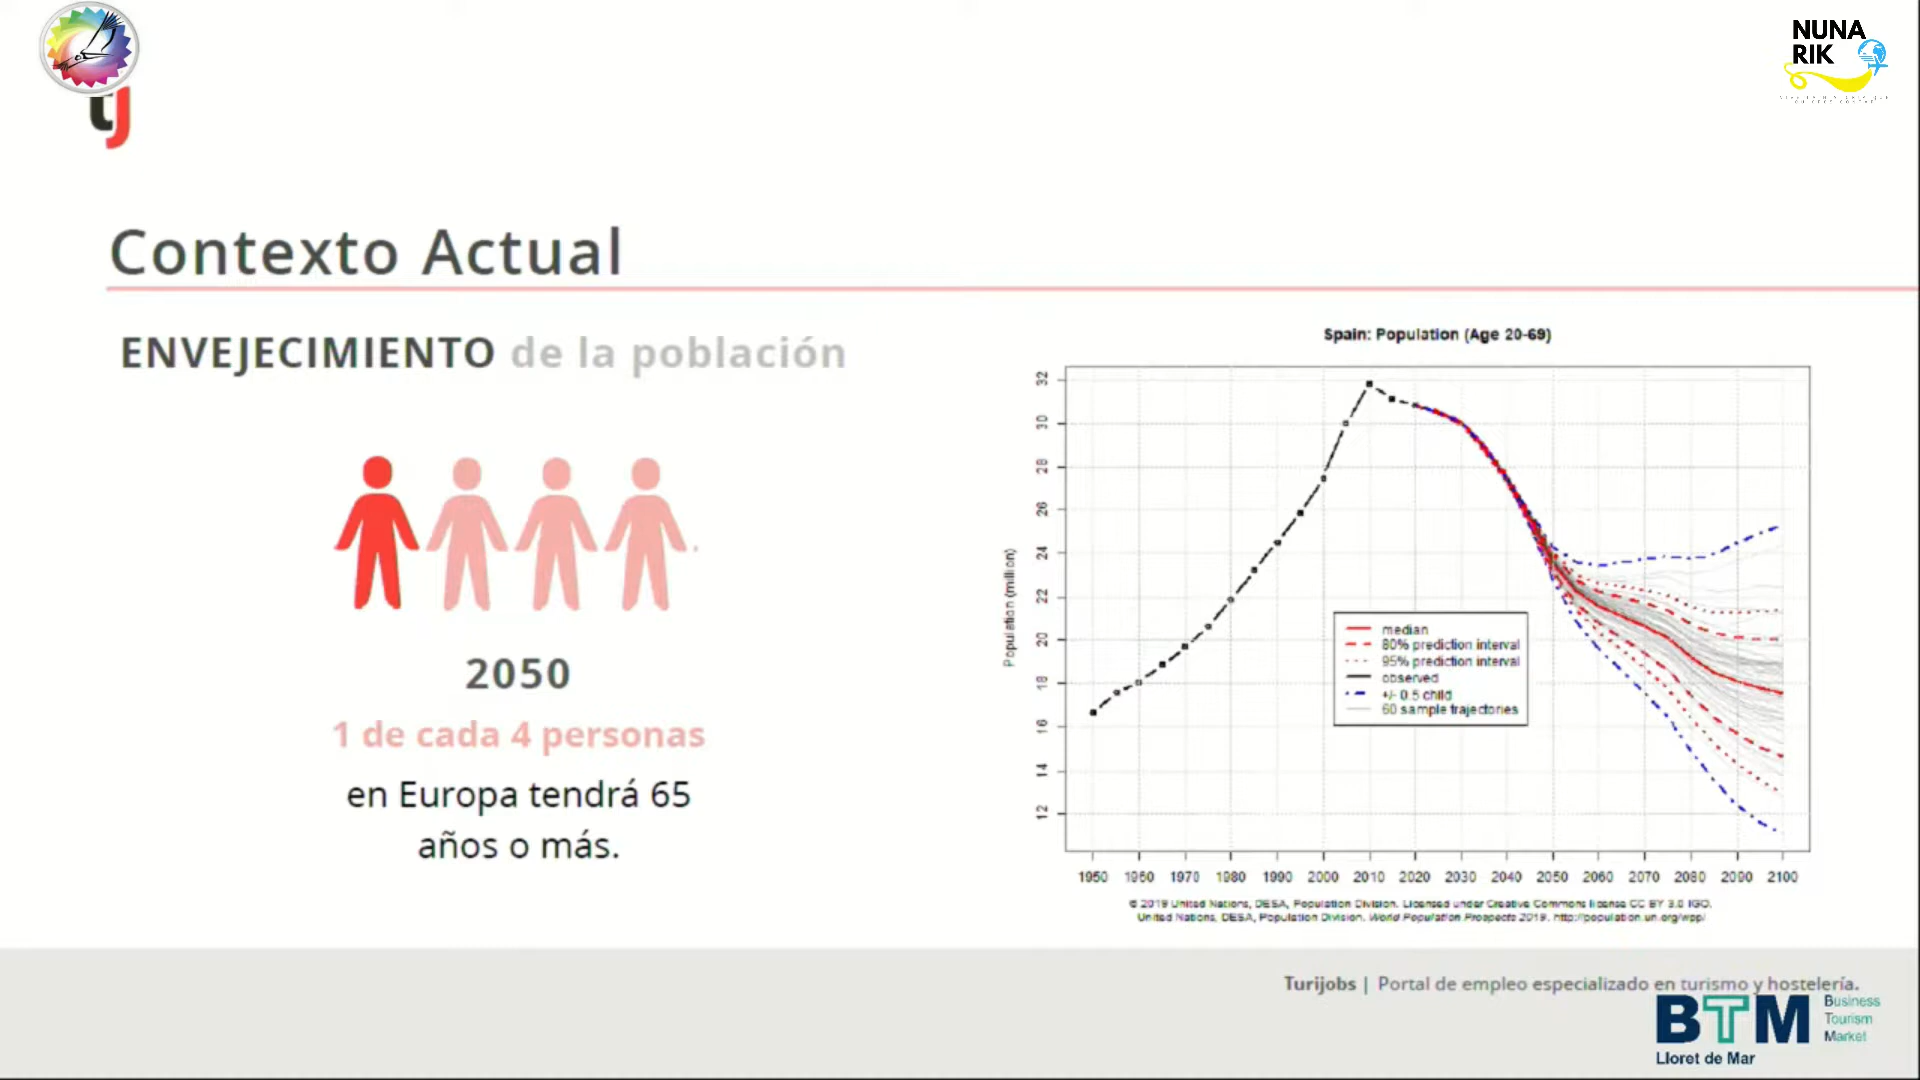 NUNA
RIK
tj
Contexto Actual
ENVEJECIMIENTO de la población
2050
1 de cada 4 personas
en Europa tendrá 65
años o más.
Spain: Population (Age 20-69)
Population (million)
32
30
28
26
24
22
20
18
16
14
12
median
80% prediction interval
95% prediction interval
observed
+/- 0.5 child
60 sample trajectories
1950 1960 1970 1980 1990 2000 2010 2020 2030 2040 2050 2060 2070 2080 2090 2100
© 2019 United Nations, DESA, Population Division. Licensed under Creative Commons license CC BY 3.0 IGO.
United Nations, DESA, Population Division. World Population Prospects 2019. http://population.un.org/wpp/
Turijobs | Portal de empleo especializado en turismo y hostelería.
BTM Business
Tourism
Market
Lloret de Mar